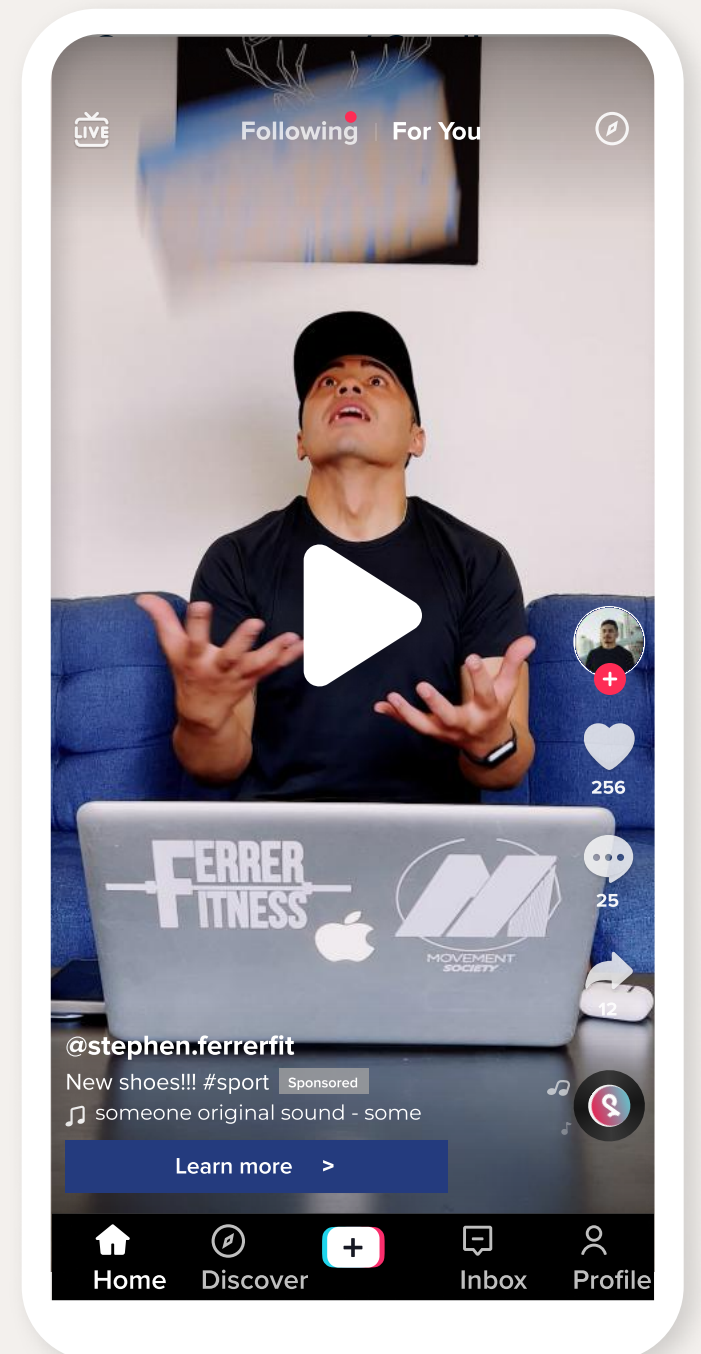 LIVE
Following | For You
256
FERRER
FITNESS
MOVEMENT
SOCIETY
25
12
@stephen.ferrerfit
New shoes!!! #sport Sponsored
someone original sound - some
Learn more >
Home Discover Inbox Profile